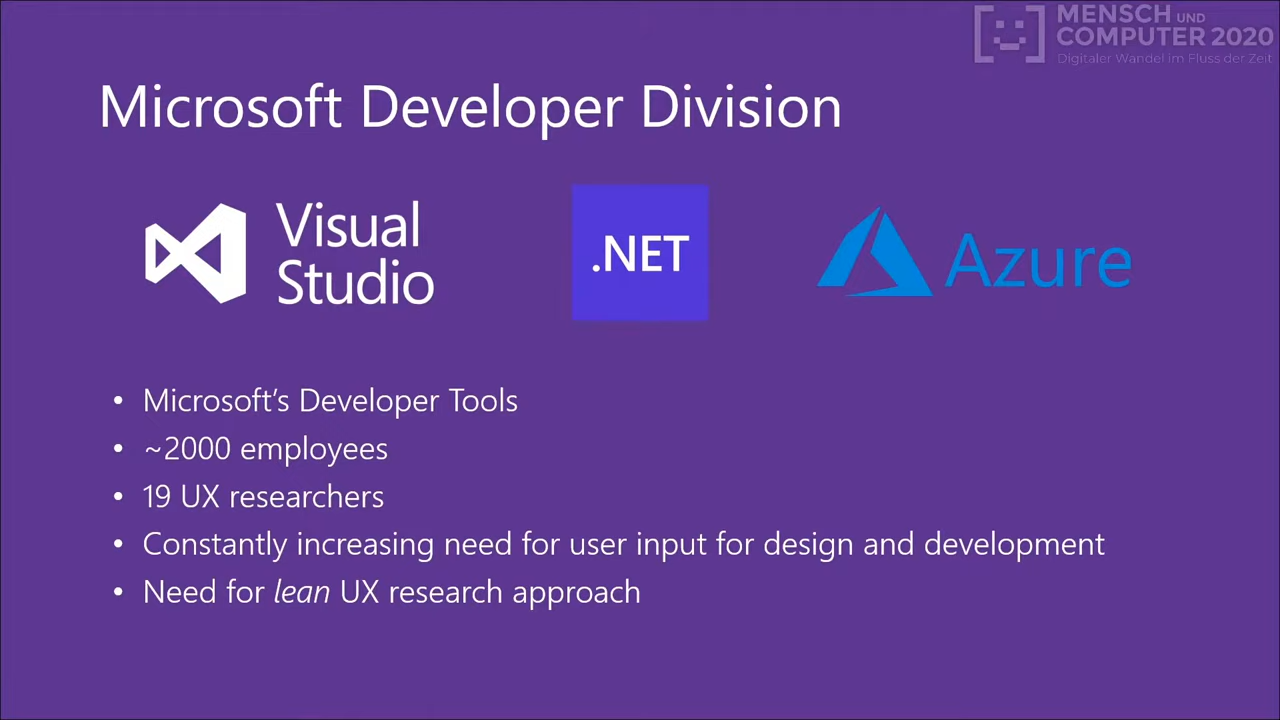 MENSCH UND
COMPUTER 2020
Digitaler Wandel im Fluss der Zeit
Microsoft Developer Division
Visual
Studio
.NET
Azure
• Microsoft's Developer Tools
• ~2000 employees
• 19 UX researchers
• Constantly increasing need for user input for design and development
• Need for lean UX research approach